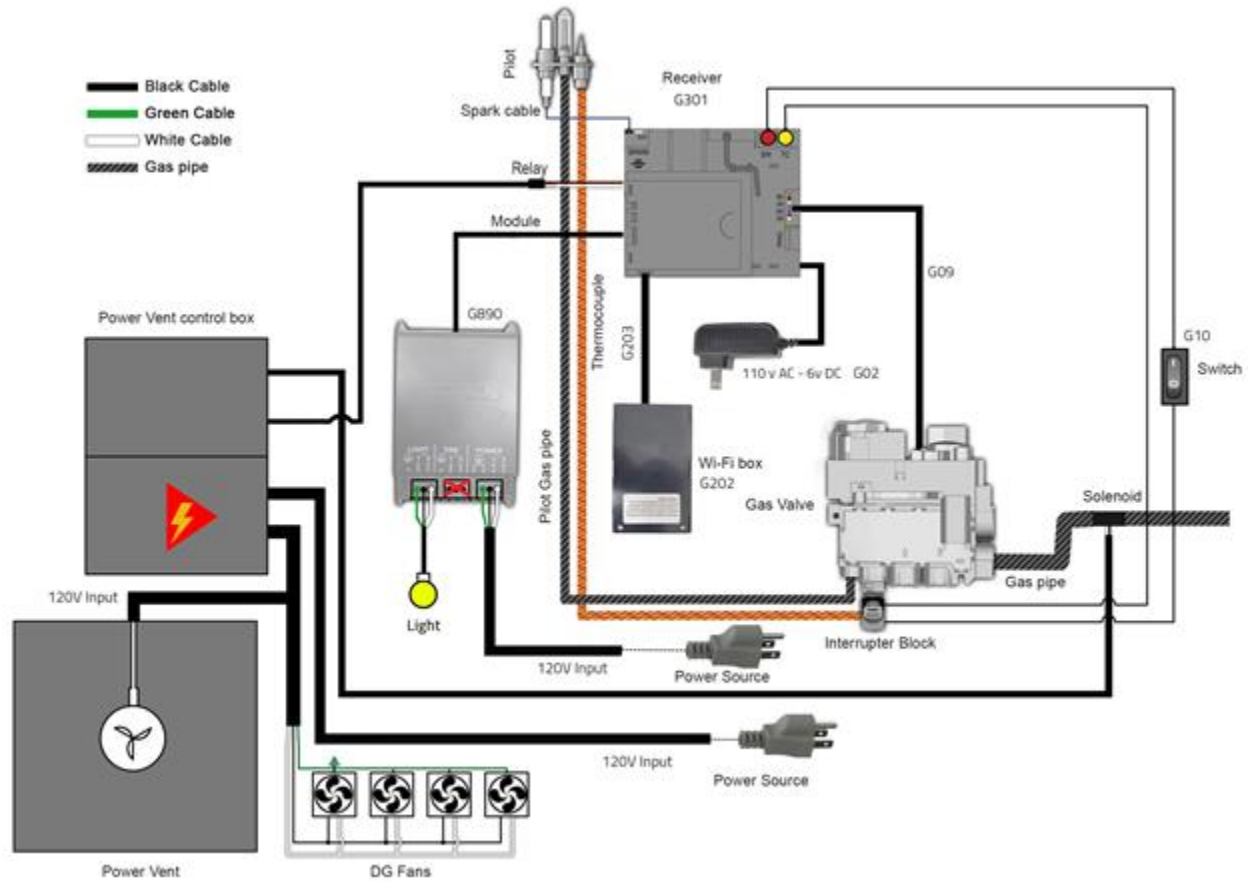 Black Cable
Green Cable
White Cable
Gas pipe
Pilot
Spark cable
Receiver
G301
Relay
Module
Thermocouple
G203
G09
G10
Switch
110 v AC - 6v DC G02
Power Vent control box
G890
LIGHT
POWER
Pilot Gas pipe
Wi-Fi box
G202
Gas Valve
Solenoid
Gas pipe
120V Input
Light
Interrupter Block
120V Input
Power Source
120V Input
Power Source
Power Vent
DG Fans